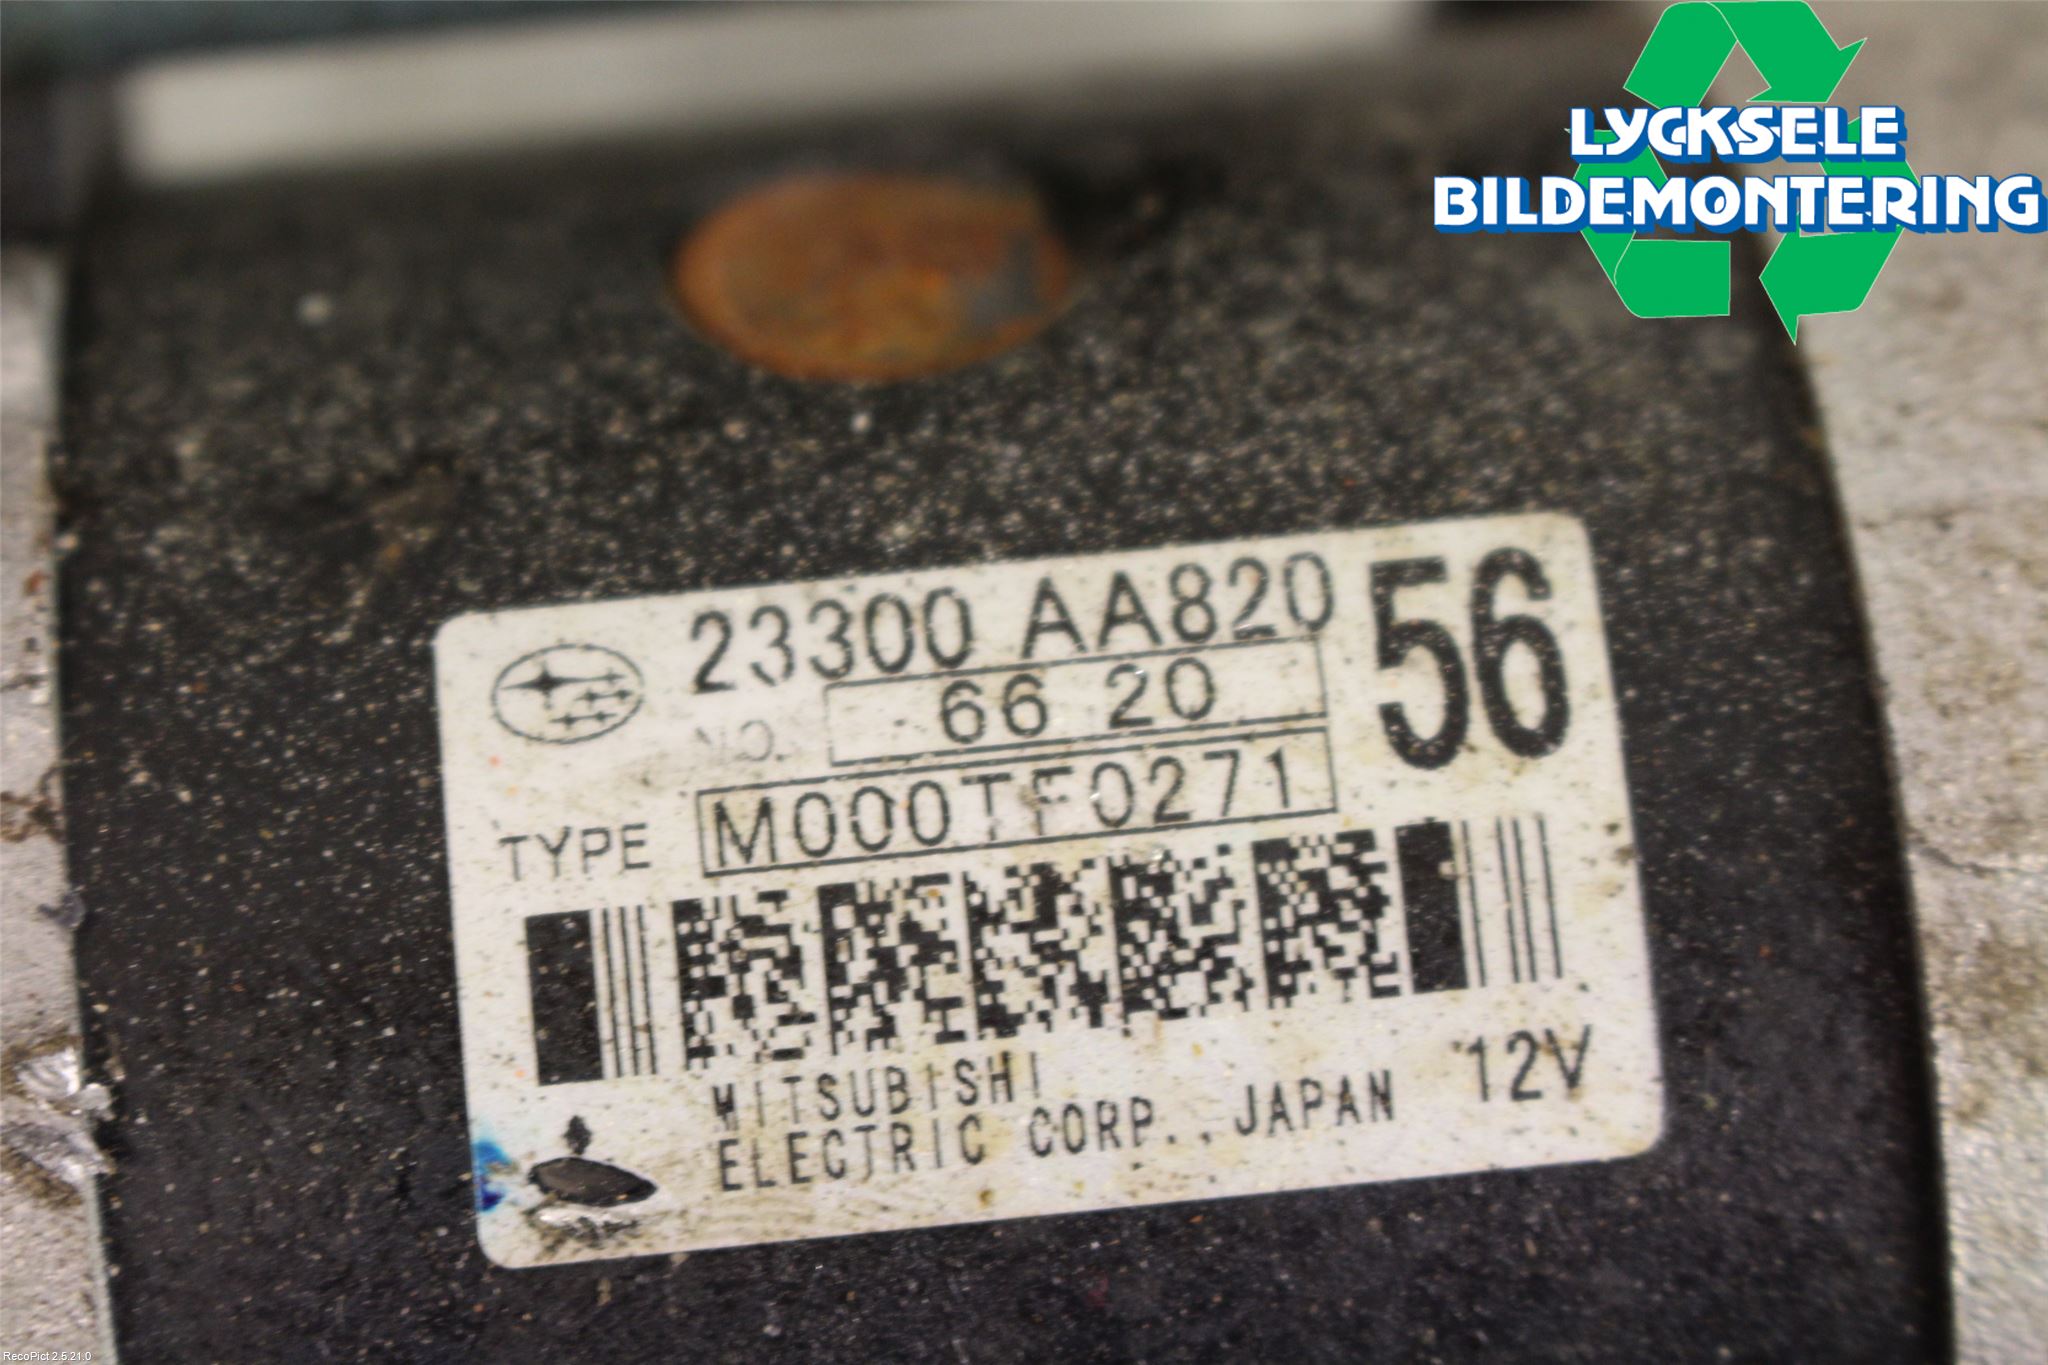 LYCKSELE
BILDEMONTERING
23300 AA820
56
NO. 66 20
TYPE M000TF0271
MITSUBISHI
ELECTRIC CORP., JAPAN 12V
RecoPict 2.5.21.0